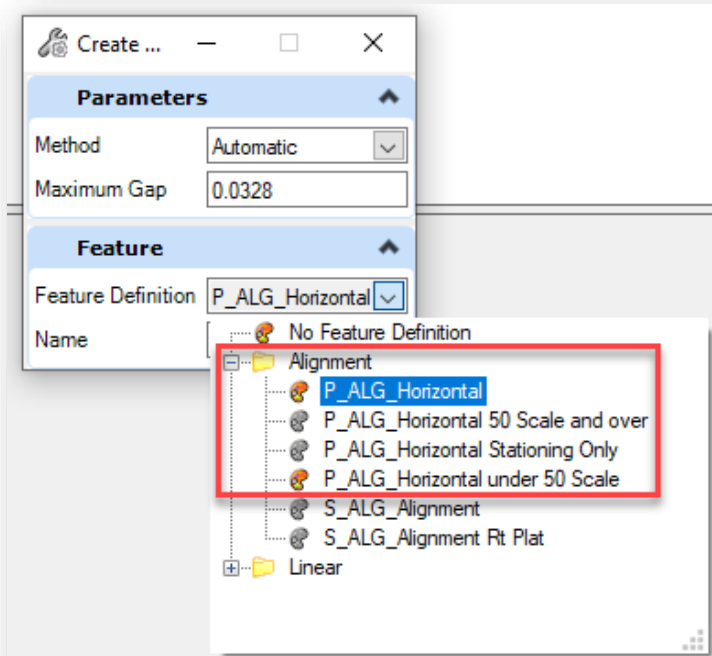 Create ...
Parameters
Method Automatic
Maximum Gap 0.0328
Feature
Feature Definition P_ALG_Horizontal
Name
No Feature Definition
Alignment
P_ALG_Horizontal
P_ALG_Horizontal 50 Scale and over
P_ALG_Horizontal Stationing Only
P_ALG_Horizontal under 50 Scale
S_ALG_Alignment
S_ALG_Alignment Rt Plat
Linear